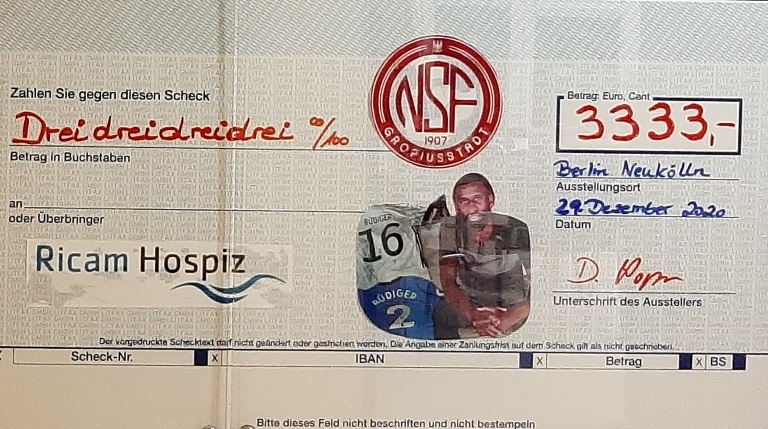 Zahlen Sie gegen diesen Scheck
Dreidreidreidrei 00/100
Betrag in Buchstaben
NSF
1907
GROPIUSSTADT
Betrag: Euro, Cent
3333,-
Berlin Neukölln
Ausstellungsort
29. Dezember 2020
Datum
an
oder Überbringer
Ricam Hospiz
RÜDIGER
16
RÜDIGER
2
Unterschrift des Ausstellers
Der vorgedruckte Schecktext darf nicht geändert oder gestrichen werden. Die Angabe einer Zahlungsfrist auf dem Scheck gilt als nicht geschrieben.
Scheck-Nr. X IBAN X Betrag X BS
Bitte dieses Feld nicht beschriften und nicht bestempeln